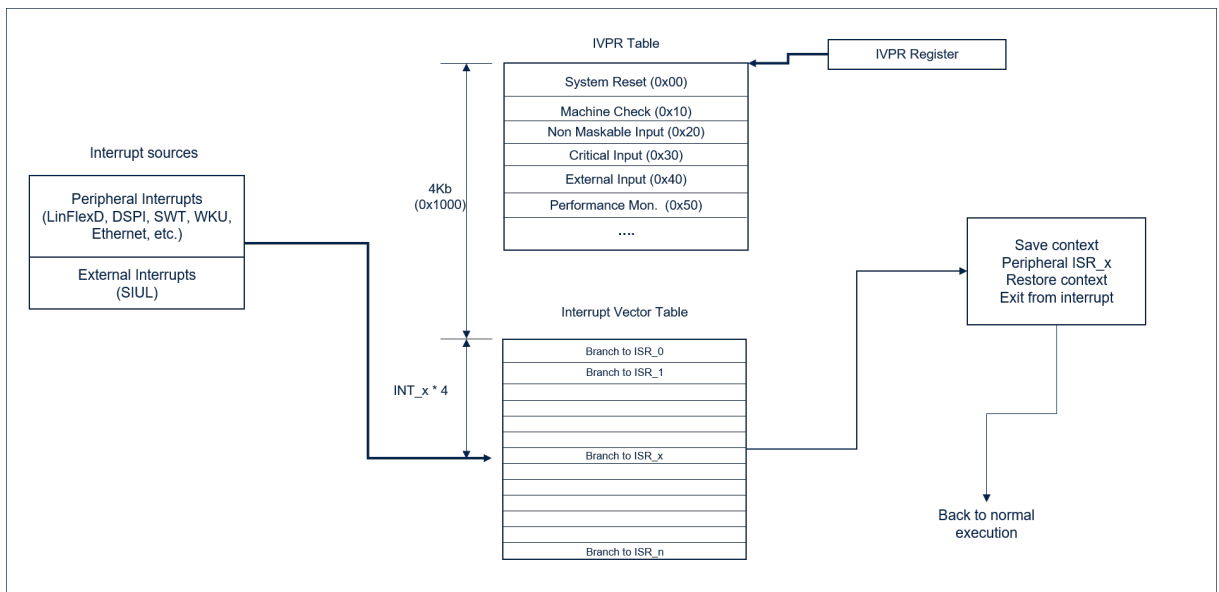 IVPR Table
IVPR Register
System Reset (0x00)
Machine Check (0x10)
Non Maskable Input (0x20)
Critical Input (0x30)
External Input (0x40)
Performance Mon. (0x50)
....
4Kb
(0x1000)
Interrupt sources
Peripheral Interrupts
(LinFlexD, DSPI, SWT, WKU,
Ethernet, etc.)
External Interrupts
(SIUL)
Interrupt Vector Table
Branch to ISR_0
Branch to ISR_1
INT_x * 4
Branch to ISR_x
Branch to ISR_n
Save context
Peripheral ISR_x
Restore context
Exit from interrupt
Back to normal
execution